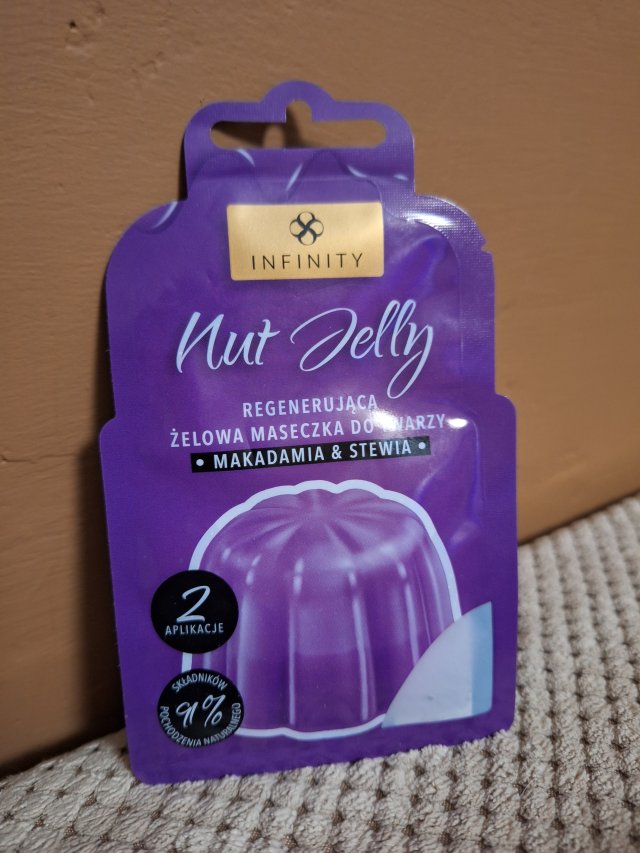 INFINITY
Nut Jelly
REGENERUJĄCA
ŻELOWA MASECZKA DO TWARZY
• MAKADAMIA & STEWIA •
2
APLIKACJE
SKŁADNIKÓW
91%
POCHODZENIA NATURALNEGO